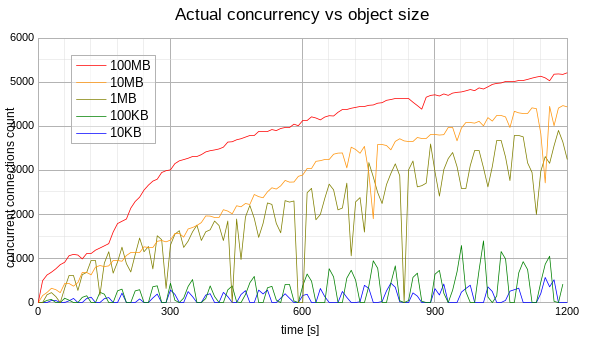 Actual concurrency vs object size
6000
5000
4000
3000
2000
1000
0
concurrent connections count
100MB
10MB
1MB
100KB
10KB
0
300
600
900
1200
time [s]